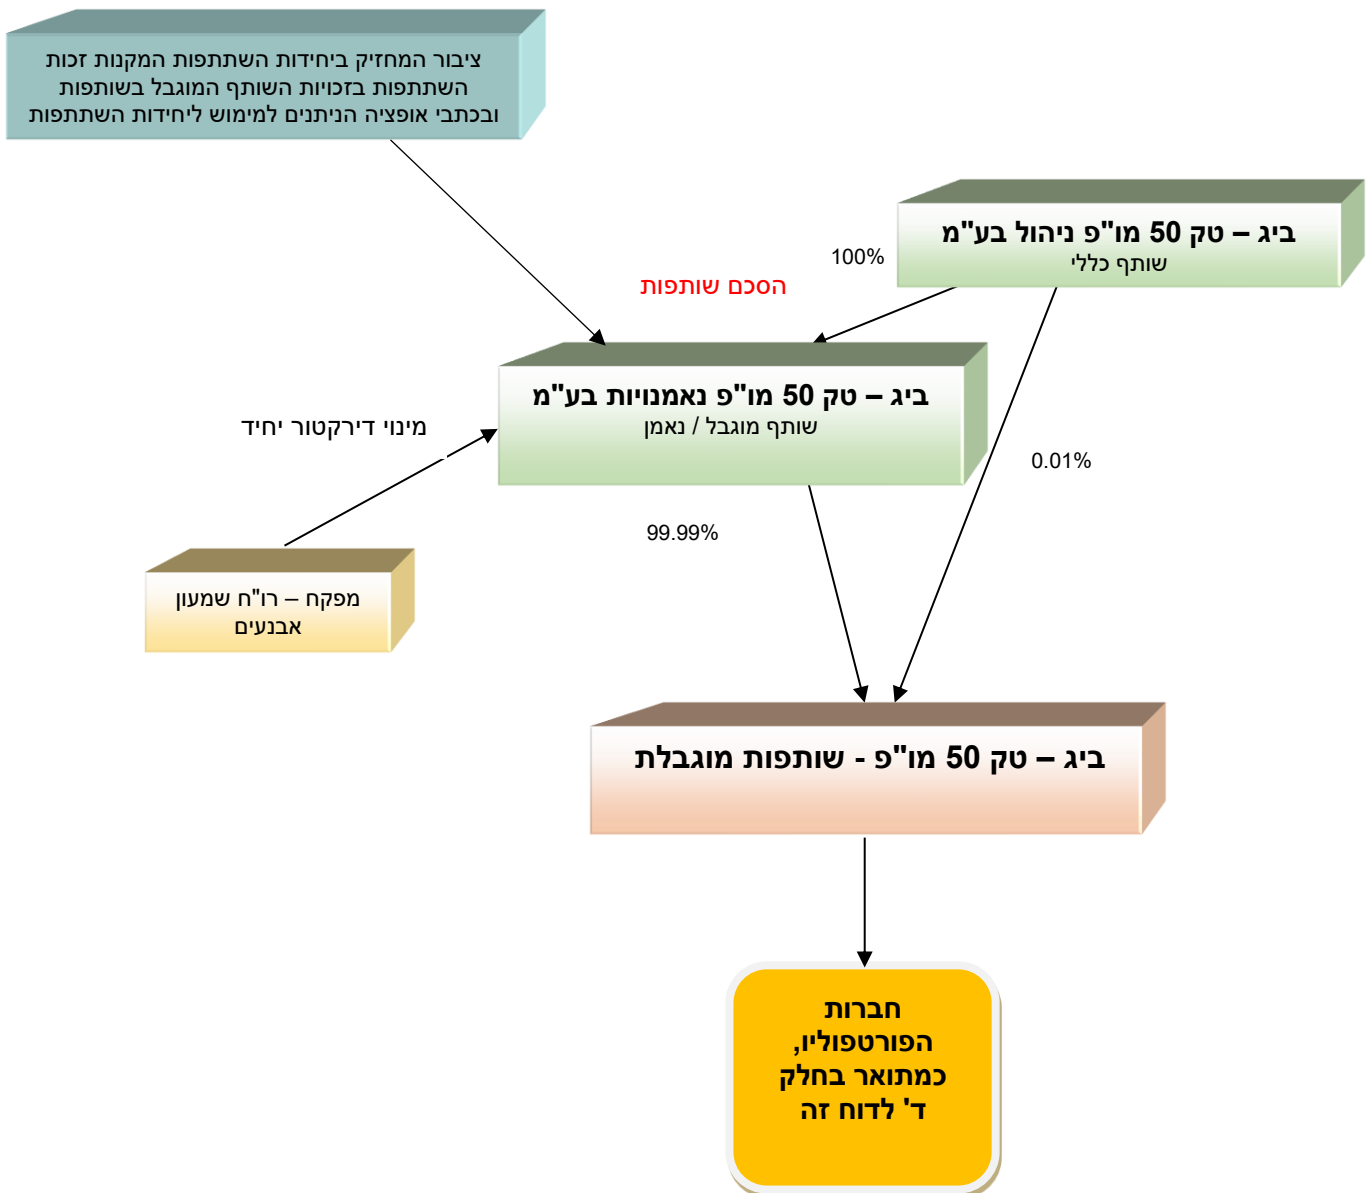 ציבור המחזיק ביחידות השתתפות המקנות זכות
השתתפות בזכויות השותף המוגבל בשותפות
ובכתבי אופציה הניתנים למימוש ליחידות השתתפות
ביג – טק 50 מו"פ ניהול בע"מ
שותף כללי
100%
הסכם שותפות
ביג – טק 50 מו"פ נאמנויות בע"מ
שותף מוגבל / נאמן
מינוי דירקטור יחיד
0.01%
99.99%
מפקח – רו"ח שמעון
אבנעים
ביג – טק 50 מו"פ - שותפות מוגבלת
חברות
הפורטפוליו,
כמתואר בחלק
ד' לדוח זה